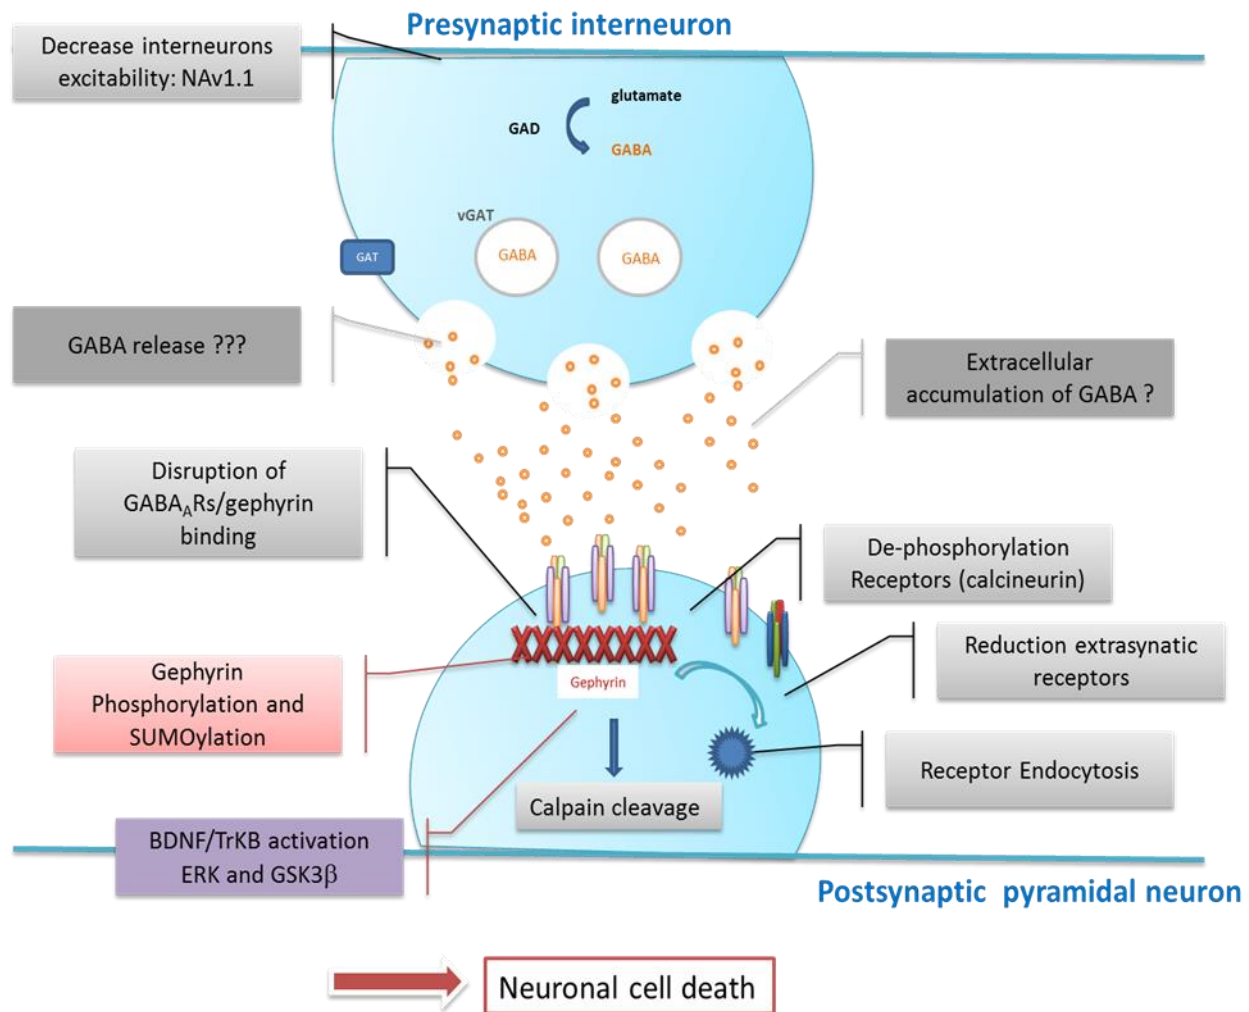 Presynaptic interneuron
Decrease interneurons
excitability: NAv1.1
glutamate
GAD
GABA
vGAT
GABA
GABA
GAT
GABA release ???
Extracellular
accumulation of GABA ?
Disruption of
GABAARs/gephyrin
binding
De-phosphorylation
Receptors (calcineurin)
Reduction extrasynatic
receptors
Gephyrin
Phosphorylation and
SUMOylation
Gephyrin
Receptor Endocytosis
Calpain cleavage
BDNF/TrKB activation
ERK and GSK3β
Postsynaptic pyramidal neuron
Neuronal cell death